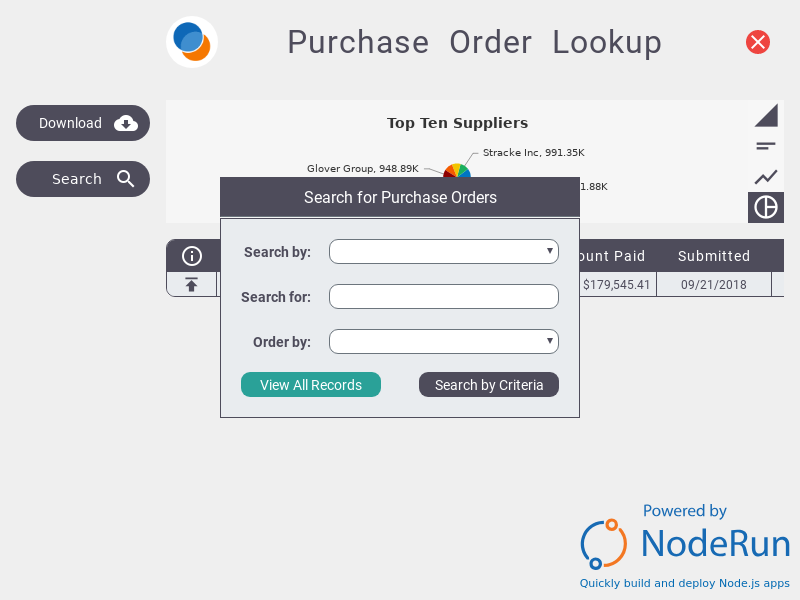 Purchase Order Lookup
Download
Search
Top Ten Suppliers
Stracke Inc, 991.35K
Glover Group, 948.89K
1.88K
Search for Purchase Orders
Search by:
Search for:
Order by:
View All Records
Search by Criteria
ount Paid
Submitted
$179,545.41
09/21/2018
Powered by
NodeRun
Quickly build and deploy Node.js apps